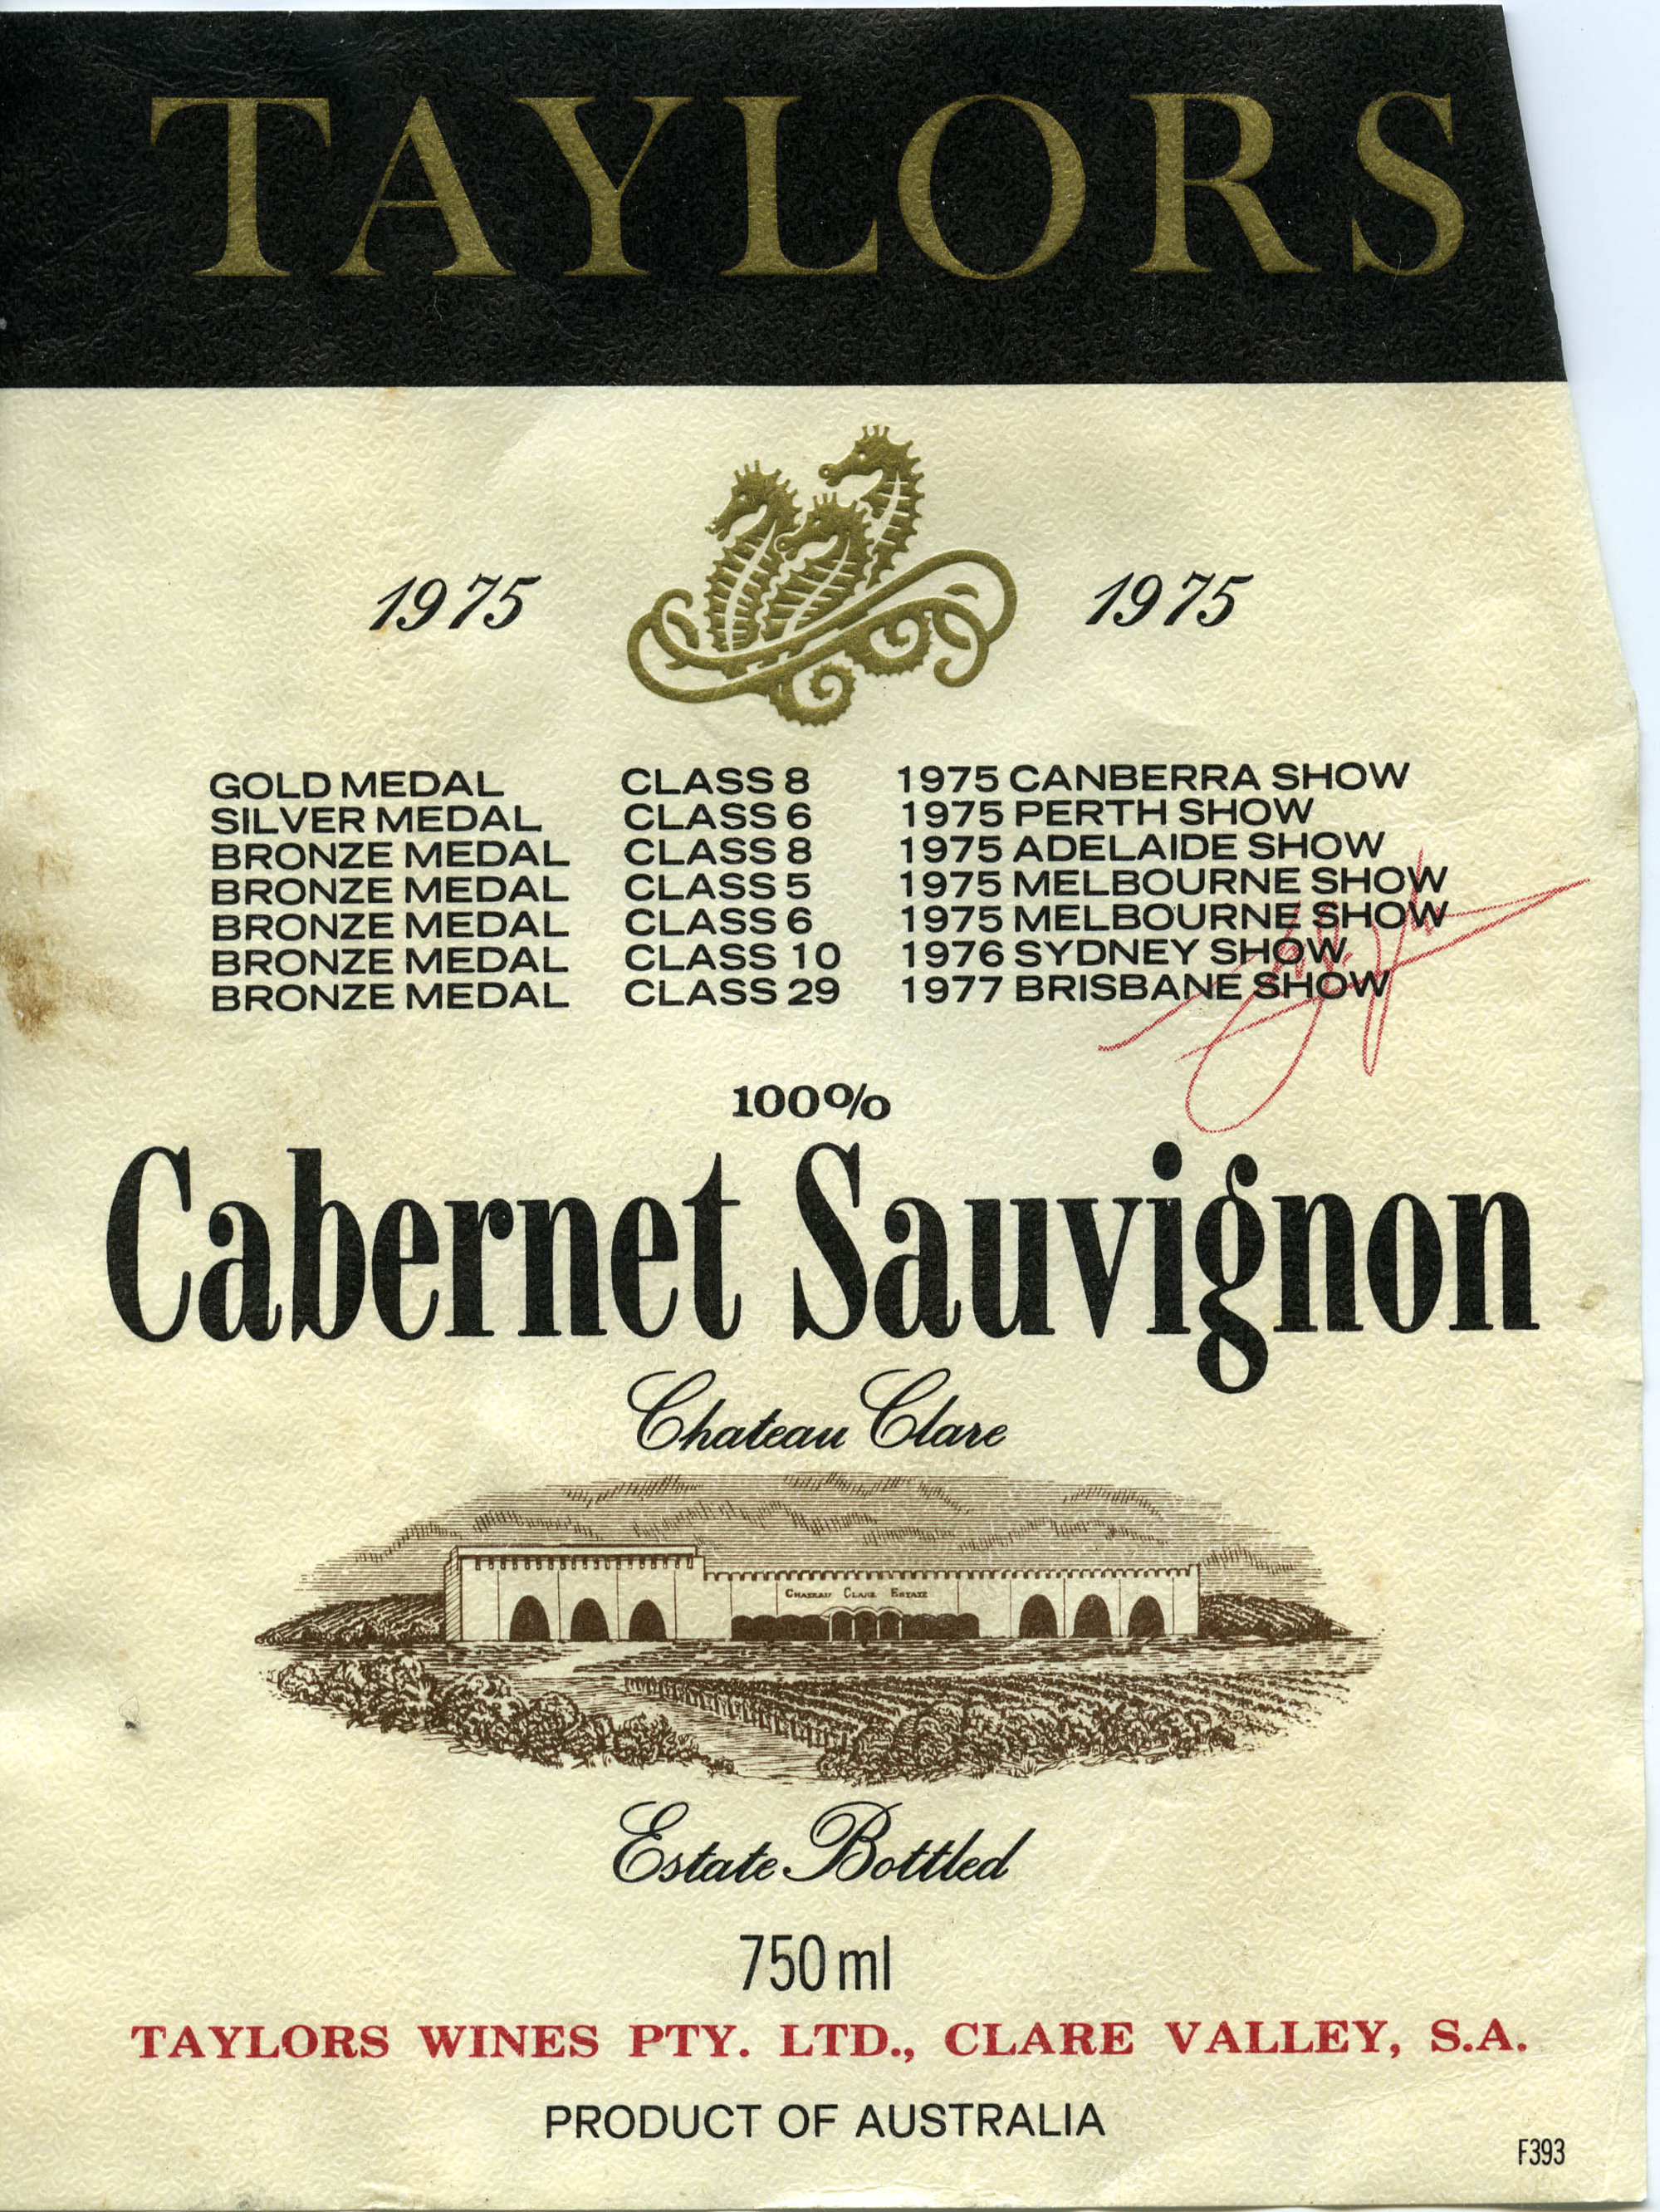 TAYLORS
1975 1975
GOLD MEDAL CLASS 8 1975 CANBERRA SHOW
SILVER MEDAL CLASS 6 1975 PERTH SHOW
BRONZE MEDAL CLASS 8 1975 ADELAIDE SHOW
BRONZE MEDAL CLASS 5 1975 MELBOURNE SHOW
BRONZE MEDAL CLASS 6 1975 MELBOURNE SHOW
BRONZE MEDAL CLASS 10 1976 SYDNEY SHOW
BRONZE MEDAL CLASS 29 1977 BRISBANE SHOW
100%
Cabernet Sauvignon
Chateau Clare
CHATEAU CLARE ESTATE
Estate Bottled
750 ml
TAYLORS WINES PTY. LTD., CLARE VALLEY, S.A.
PRODUCT OF AUSTRALIA
F393